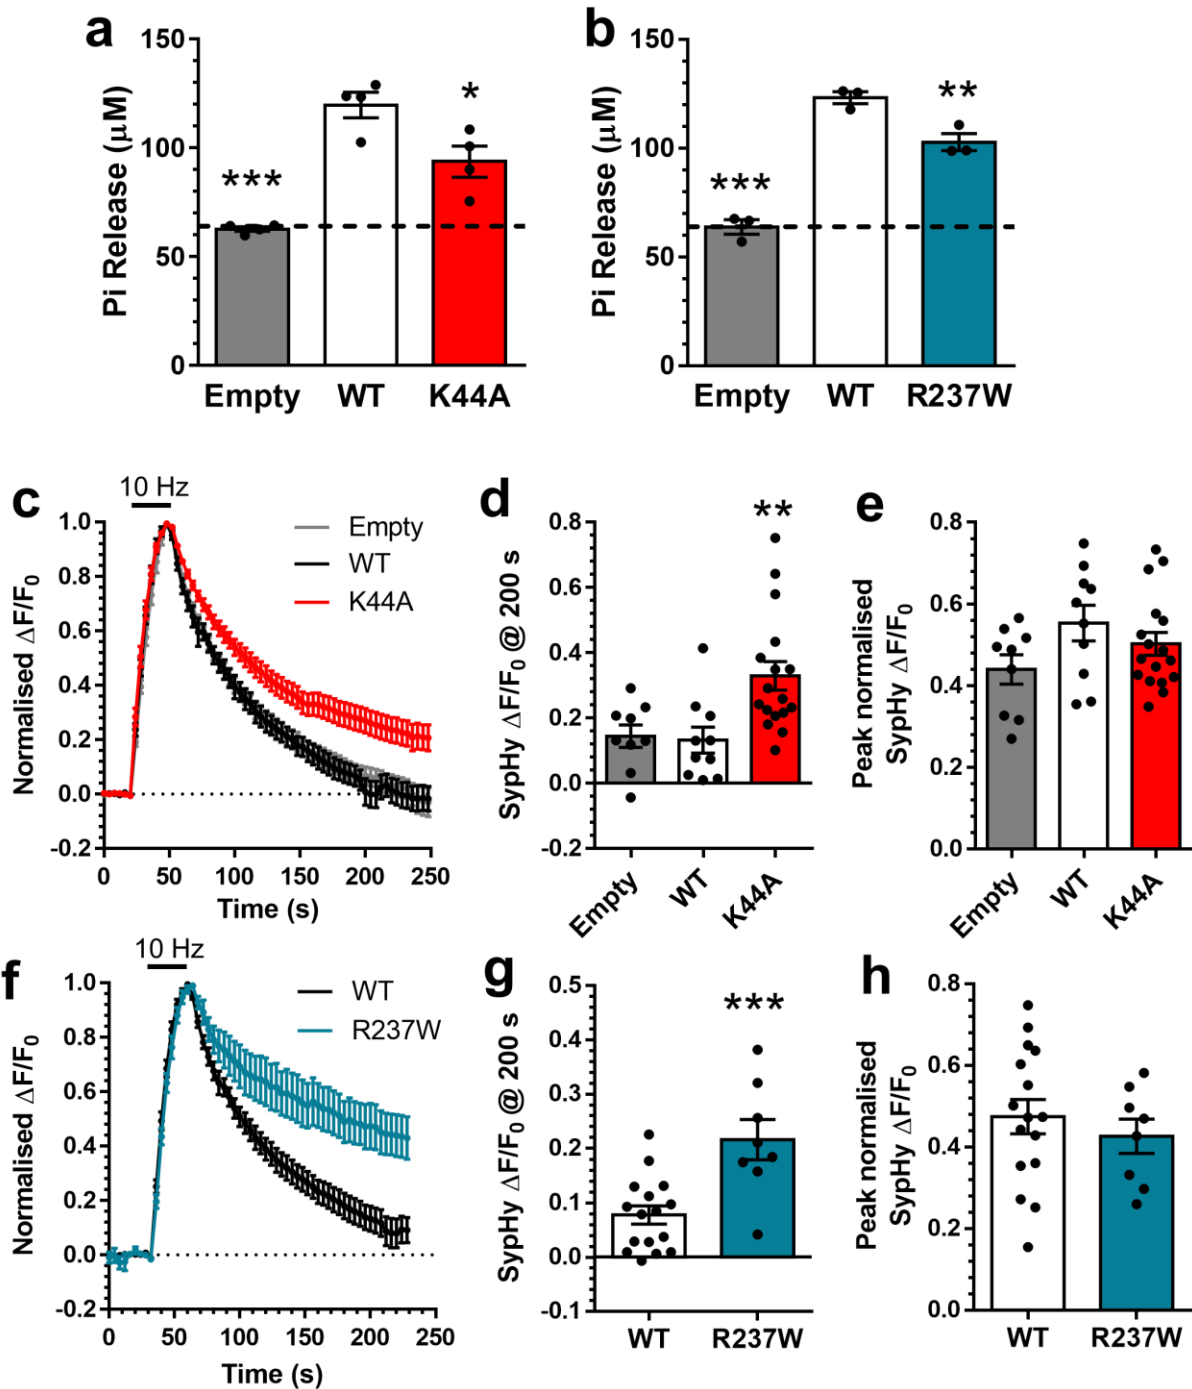 a
150
100
50
0
Pi Release (μM)
***
*
Empty WT K44A
b
150
100
50
0
Pi Release (μM)
***
**
Empty WT R237W
c
10 Hz
1.0
0.8
0.6
0.4
0.2
0.0
-0.2
Normalised ΔF/F0
Empty
WT
K44A
0 50 100 150 200 250
Time (s)
d
0.8
0.6
0.4
0.2
0.0
-0.2
SypHy ΔF/F0 @ 200 s
**
Empty WT K44A
e
0.8
0.6
0.4
0.2
0.0
Peak normalised
SypHy ΔF/F0
Empty WT K44A
f
10 Hz
1.0
0.8
0.6
0.4
0.2
0.0
-0.2
Normalised ΔF/F0
WT
R237W
0 50 100 150 200 250
Time (s)
g
0.5
0.4
0.3
0.2
0.1
0.0
-0.1
SypHy ΔF/F0 @ 200 s
***
WT R237W
h
0.8
0.6
0.4
0.2
0.0
Peak normalised
SypHy ΔF/F0
WT R237W